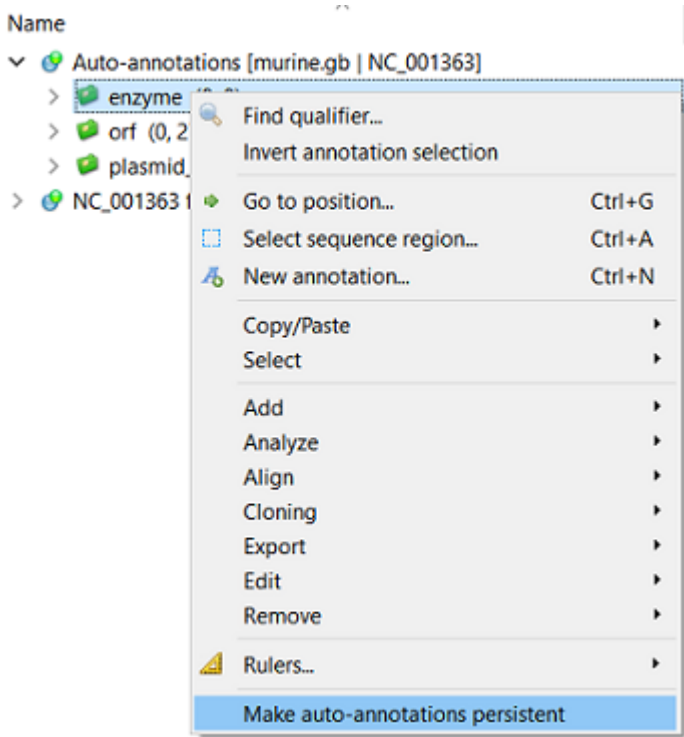 Name
Auto-annotations [murine.gb | NC_001363]
enzyme
orf (0, 2
plasmid_
NC_001363 f
Find qualifier...
Invert annotation selection
Go to position... Ctrl+G
Select sequence region... Ctrl+A
New annotation... Ctrl+N
Copy/Paste
Select
Add
Analyze
Align
Cloning
Export
Edit
Remove
Rulers...
Make auto-annotations persistent